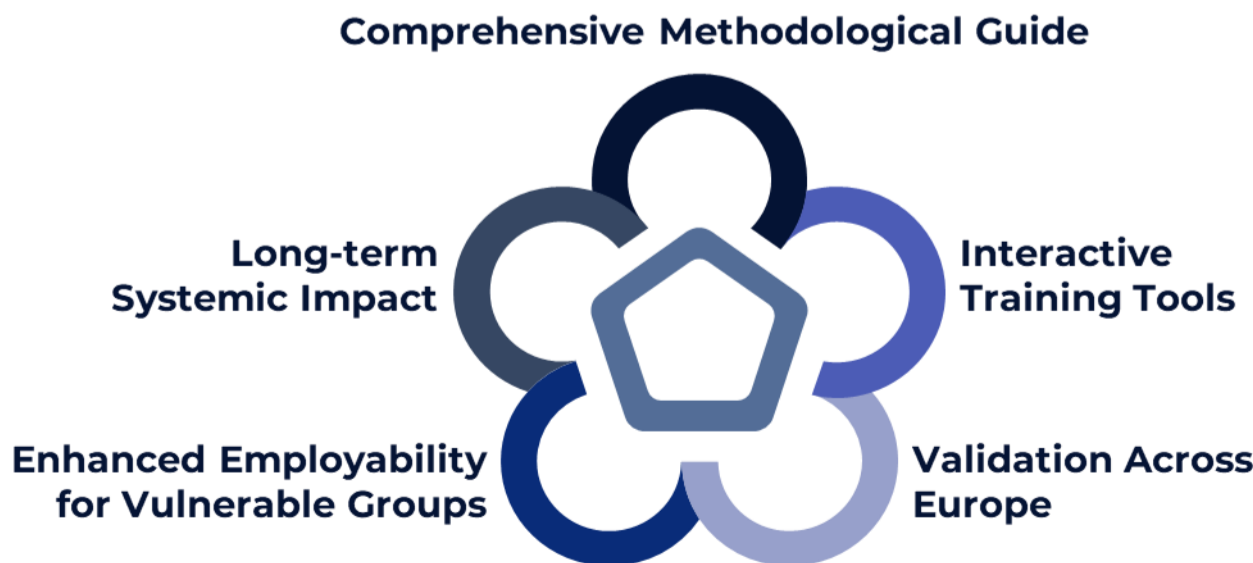 Comprehensive Methodological Guide
Long-term
Systemic Impact
Interactive
Training Tools
Enhanced Employability
for Vulnerable Groups
Validation Across
Europe